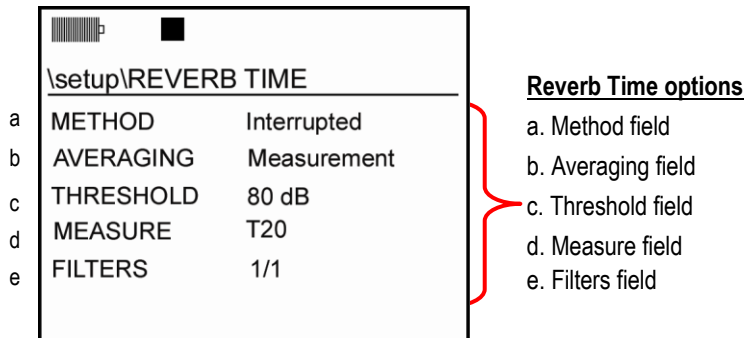 \setup\REVERB TIME
a METHOD Interrupted
b AVERAGING Measurement
c THRESHOLD 80 dB
d MEASURE T20
e FILTERS 1/1
Reverb Time options
a. Method field
b. Averaging field
c. Threshold field
d. Measure field
e. Filters field